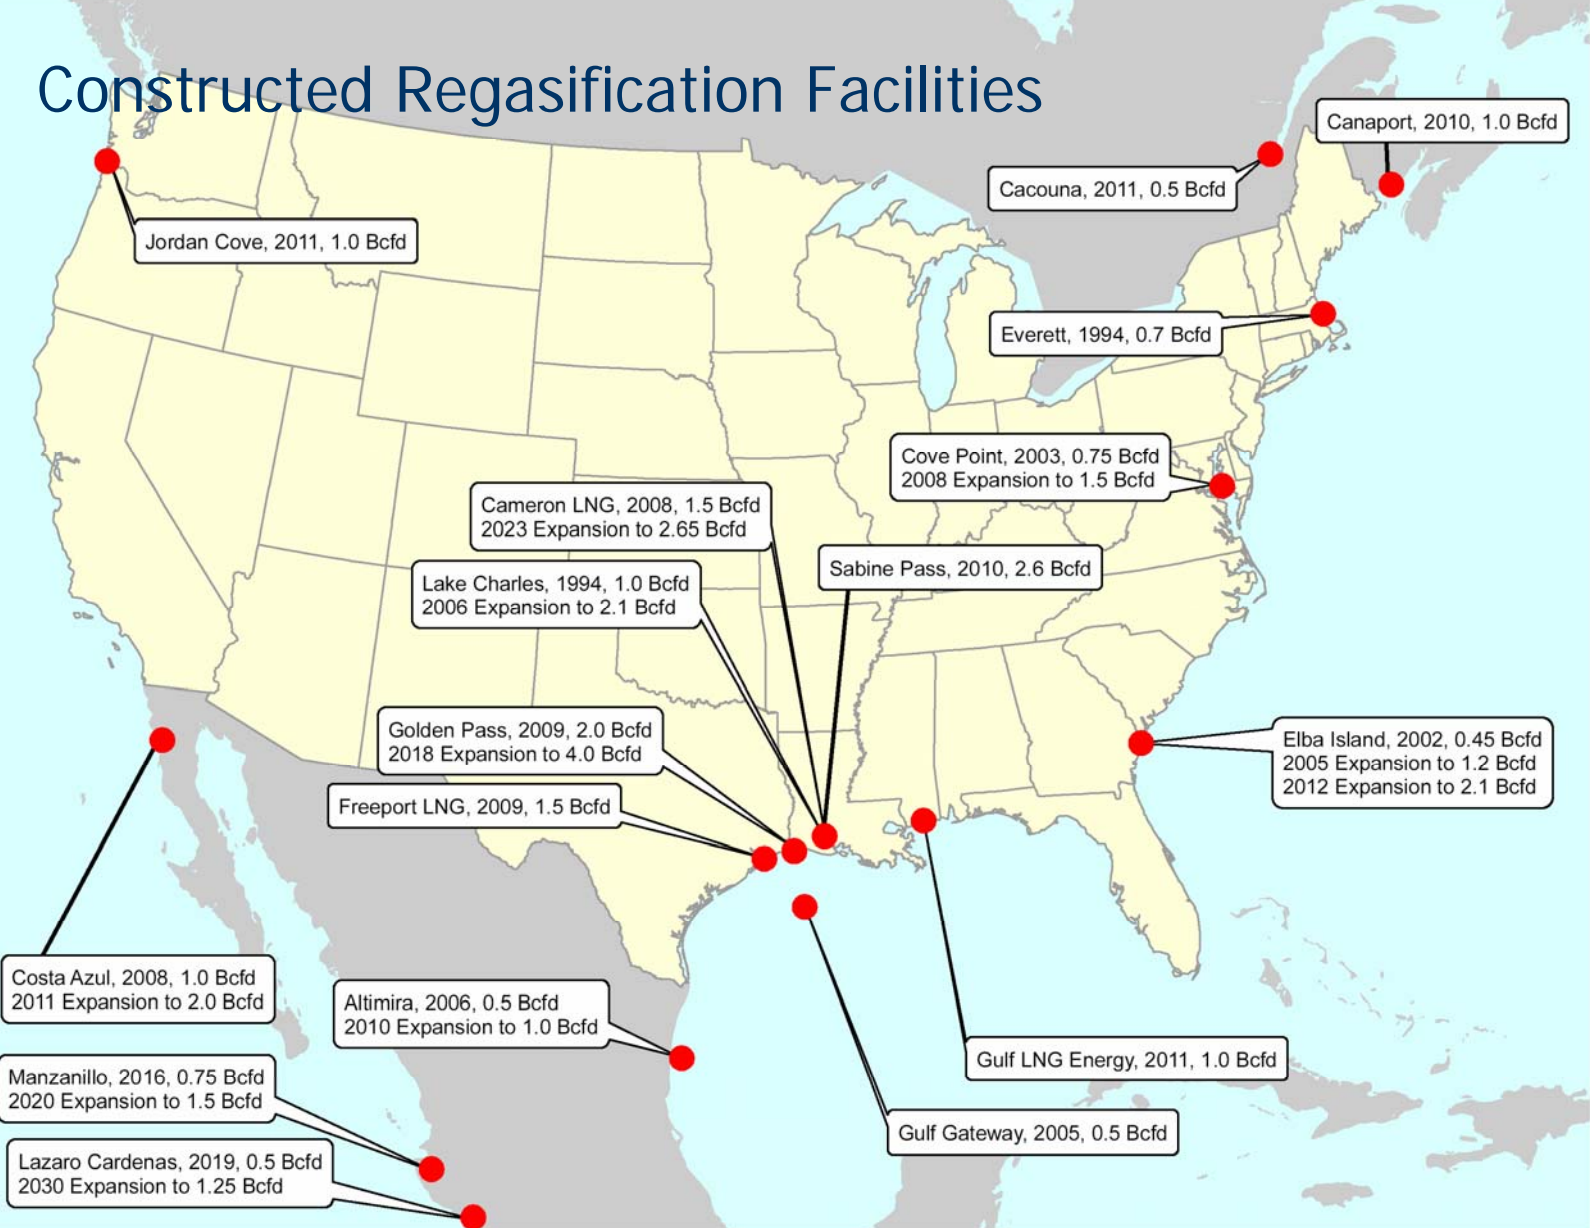 Constructed Regasification Facilities
Canaport, 2010, 1.0 Bcfd
Cacouna, 2011, 0.5 Bcfd
Jordan Cove, 2011, 1.0 Bcfd
Everett, 1994, 0.7 Bcfd
Cove Point, 2003, 0.75 Bcfd
2008 Expansion to 1.5 Bcfd
Cameron LNG, 2008, 1.5 Bcfd
2023 Expansion to 2.65 Bcfd
Sabine Pass, 2010, 2.6 Bcfd
Lake Charles, 1994, 1.0 Bcfd
2006 Expansion to 2.1 Bcfd
Golden Pass, 2009, 2.0 Bcfd
2018 Expansion to 4.0 Bcfd
Elba Island, 2002, 0.45 Bcfd
2005 Expansion to 1.2 Bcfd
2012 Expansion to 2.1 Bcfd
Freeport LNG, 2009, 1.5 Bcfd
Costa Azul, 2008, 1.0 Bcfd
2011 Expansion to 2.0 Bcfd
Altimira, 2006, 0.5 Bcfd
2010 Expansion to 1.0 Bcfd
Gulf LNG Energy, 2011, 1.0 Bcfd
Manzanillo, 2016, 0.75 Bcfd
2020 Expansion to 1.5 Bcfd
Gulf Gateway, 2005, 0.5 Bcfd
Lazaro Cardenas, 2019, 0.5 Bcfd
2030 Expansion to 1.25 Bcfd